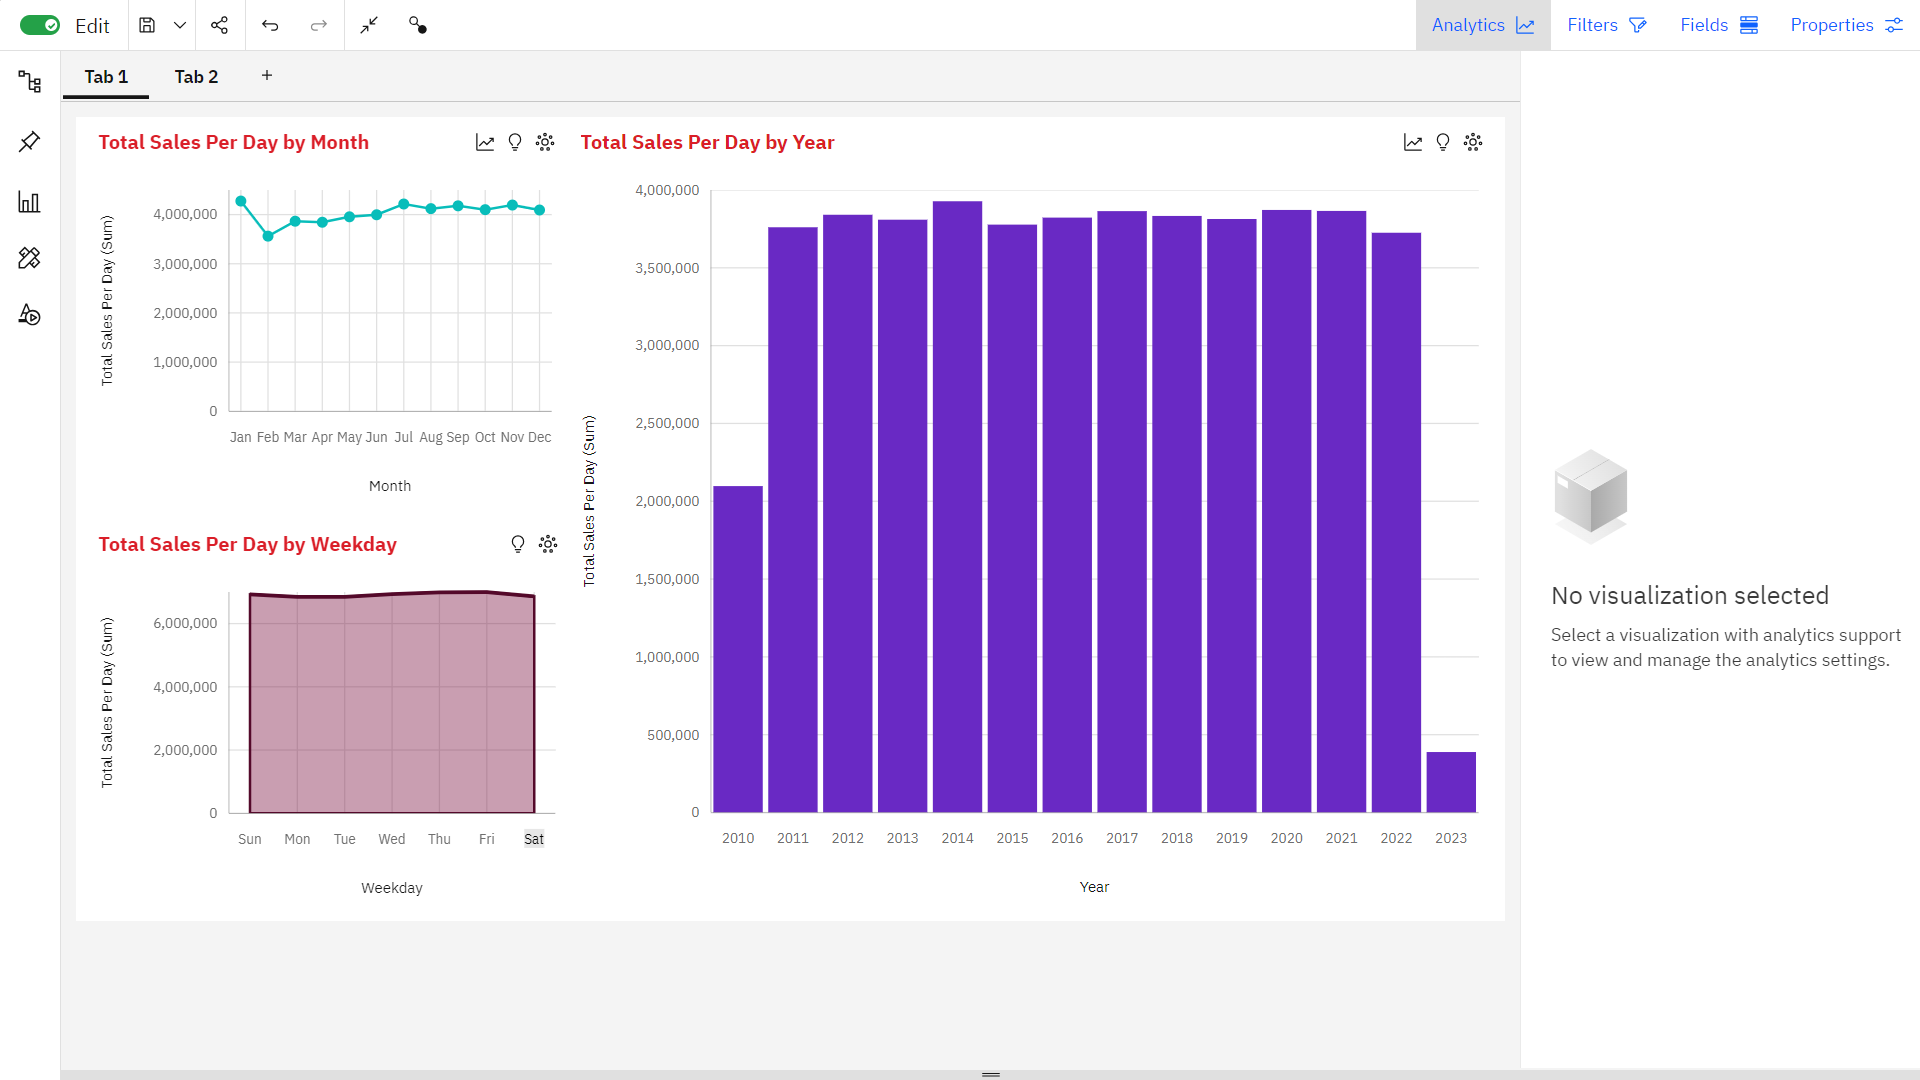 Edit
Analytics
Filters
Fields
Properties
Tab 1
Tab 2
+
Total Sales Per Day by Month
Total Sales Per Day (Sum)
4,000,000
3,000,000
2,000,000
1,000,000
0
Jan Feb Mar Apr May Jun Jul Aug Sep Oct Nov Dec
Month
Total Sales Per Day by Weekday
Total Sales Per Day (Sum)
6,000,000
4,000,000
2,000,000
0
Sun Mon Tue Wed Thu Fri Sat
Weekday
Total Sales Per Day by Year
Total Sales Per Day (Sum)
4,000,000
3,500,000
3,000,000
2,500,000
2,000,000
1,500,000
1,000,000
500,000
0
2010 2011 2012 2013 2014 2015 2016 2017 2018 2019 2020 2021 2022 2023
Year
No visualization selected
Select a visualization with analytics support
to view and manage the analytics settings.